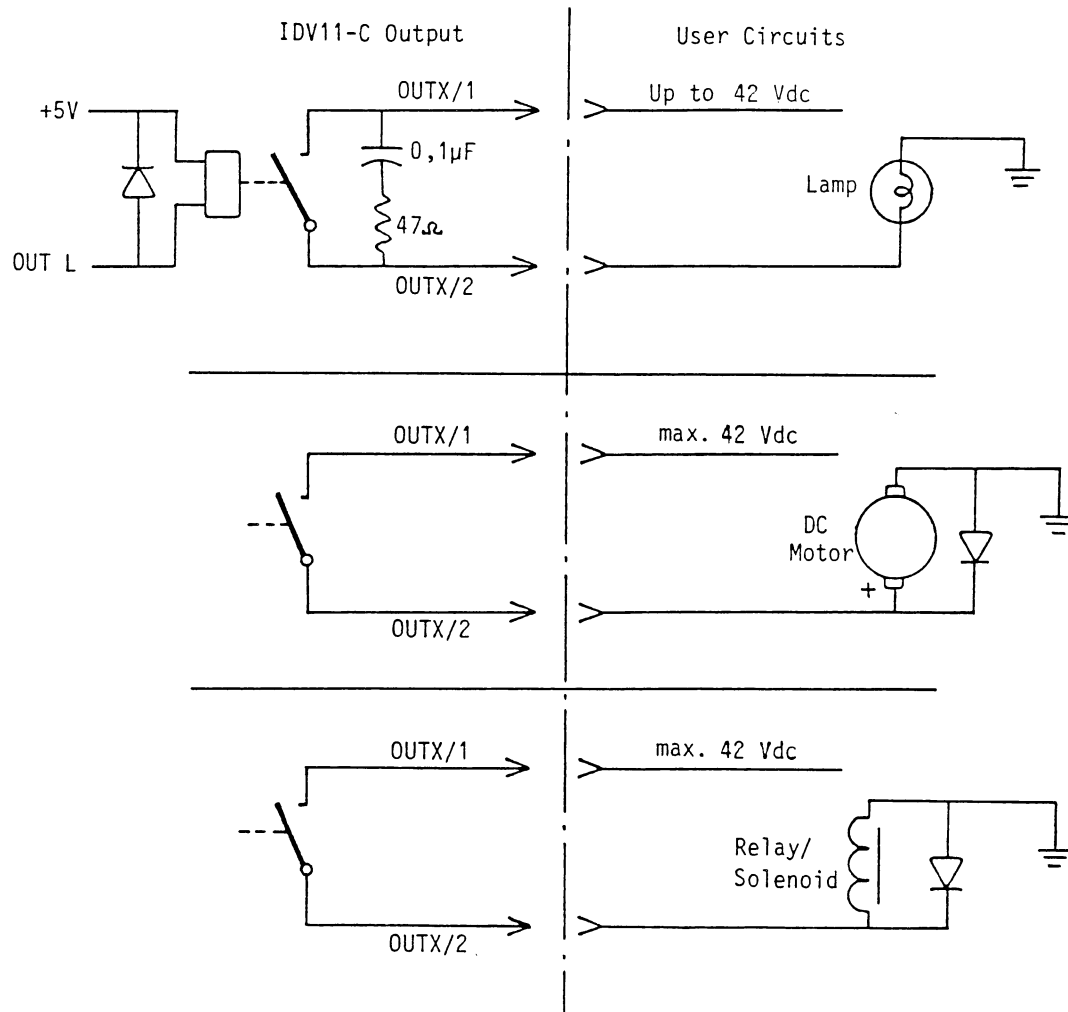 IDV11-C Output
User Circuits
OUTX/1
Up to 42 Vdc
+5V
0,1µF
Lamp
47Ω
OUT L
OUTX/2
OUTX/1
max. 42 Vdc
DC
Motor
+
OUTX/2
OUTX/1
max. 42 Vdc
Relay/
Solenoid
OUTX/2